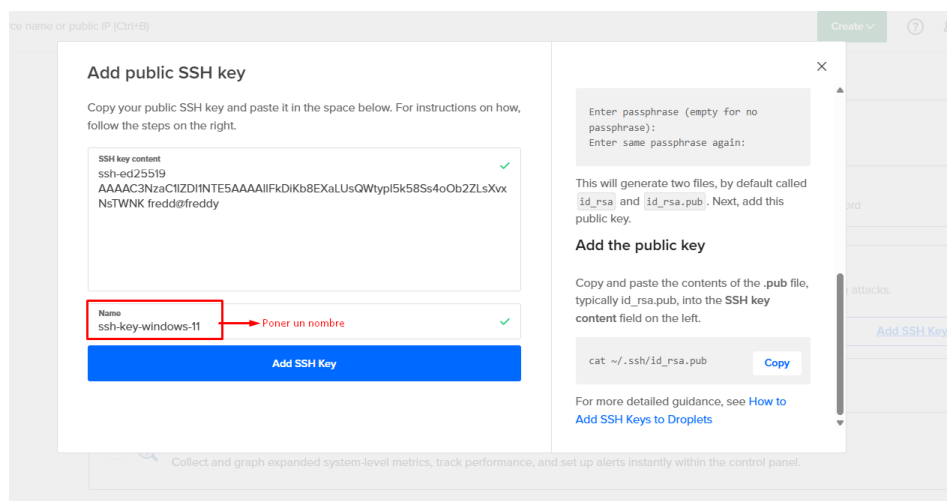 rce name or public IP (Ctrl+B)
Create
Add public SSH key
Copy your public SSH key and paste it in the space below. For instructions on how,
follow the steps on the right.
SSH key content
ssh-ed25519
AAAAC3NzaC1lZDI1NTE5AAAAIIFkDiKb8EXaLUsQWtypI5k58Ss4oOb2ZLsXvx
NsTWNK fredd@freddy
Name
ssh-key-windows-11
Poner un nombre
Add SSH Key
Enter passphrase (empty for no
passphrase):
Enter same passphrase again:
This will generate two files, by default called
id_rsa and id_rsa.pub. Next, add this
public key.
Add the public key
Copy and paste the contents of the .pub file,
typically id_rsa.pub, into the SSH key
content field on the left.
cat ~/.ssh/id_rsa.pub
Copy
For more detailed guidance, see How to
Add SSH Keys to Droplets
ord
attacks.
Add SSH Key
Collect and graph expanded system-level metrics, track performance, and set up alerts instantly within the control panel.